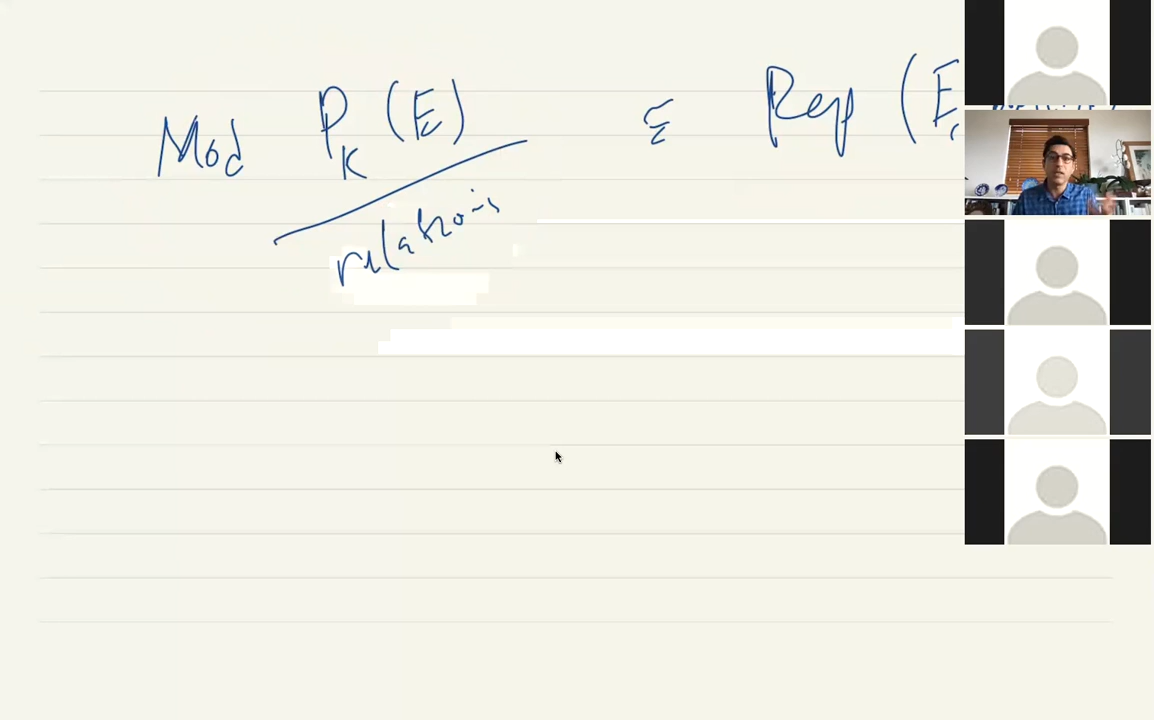 Mod P_K (E) / relations ≅ Rep (E,